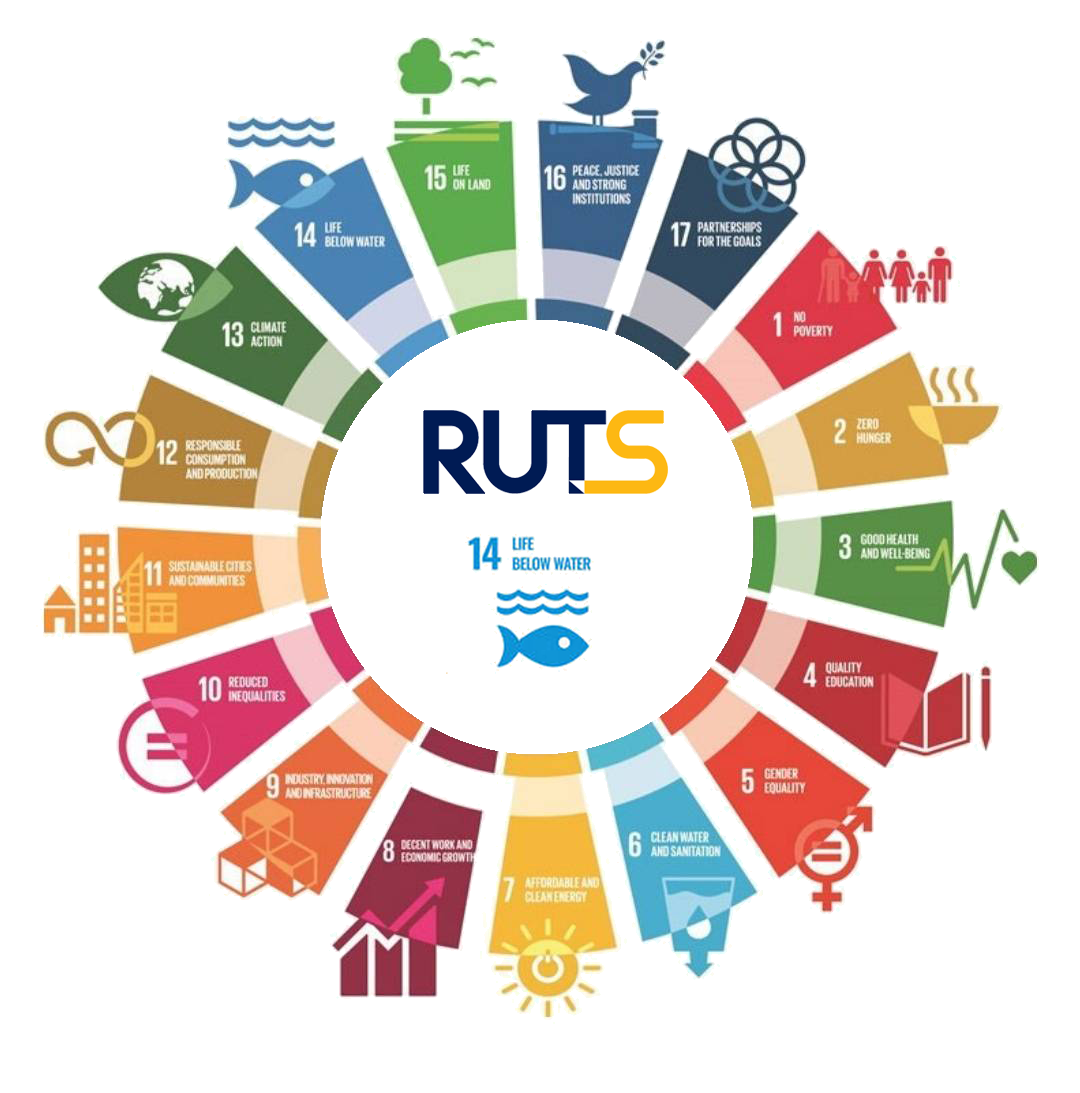 RUTS
14 LIFE
BELOW WATER
1 NO
POVERTY
2 ZERO
HUNGER
3 GOOD HEALTH
AND WELL-BEING
4 QUALITY
EDUCATION
5 GENDER
EQUALITY
6 CLEAN WATER
AND SANITATION
7 AFFORDABLE AND
CLEAN ENERGY
8 DECENT WORK AND
ECONOMIC GROWTH
9 INDUSTRY, INNOVATION
AND INFRASTRUCTURE
10 REDUCED
INEQUALITIES
11 SUSTAINABLE CITIES
AND COMMUNITIES
12 RESPONSIBLE
CONSUMPTION
AND PRODUCTION
13 CLIMATE
ACTION
14 LIFE
BELOW WATER
15 LIFE
ON LAND
16 PEACE, JUSTICE
AND STRONG
INSTITUTIONS
17 PARTNERSHIPS
FOR THE GOALS